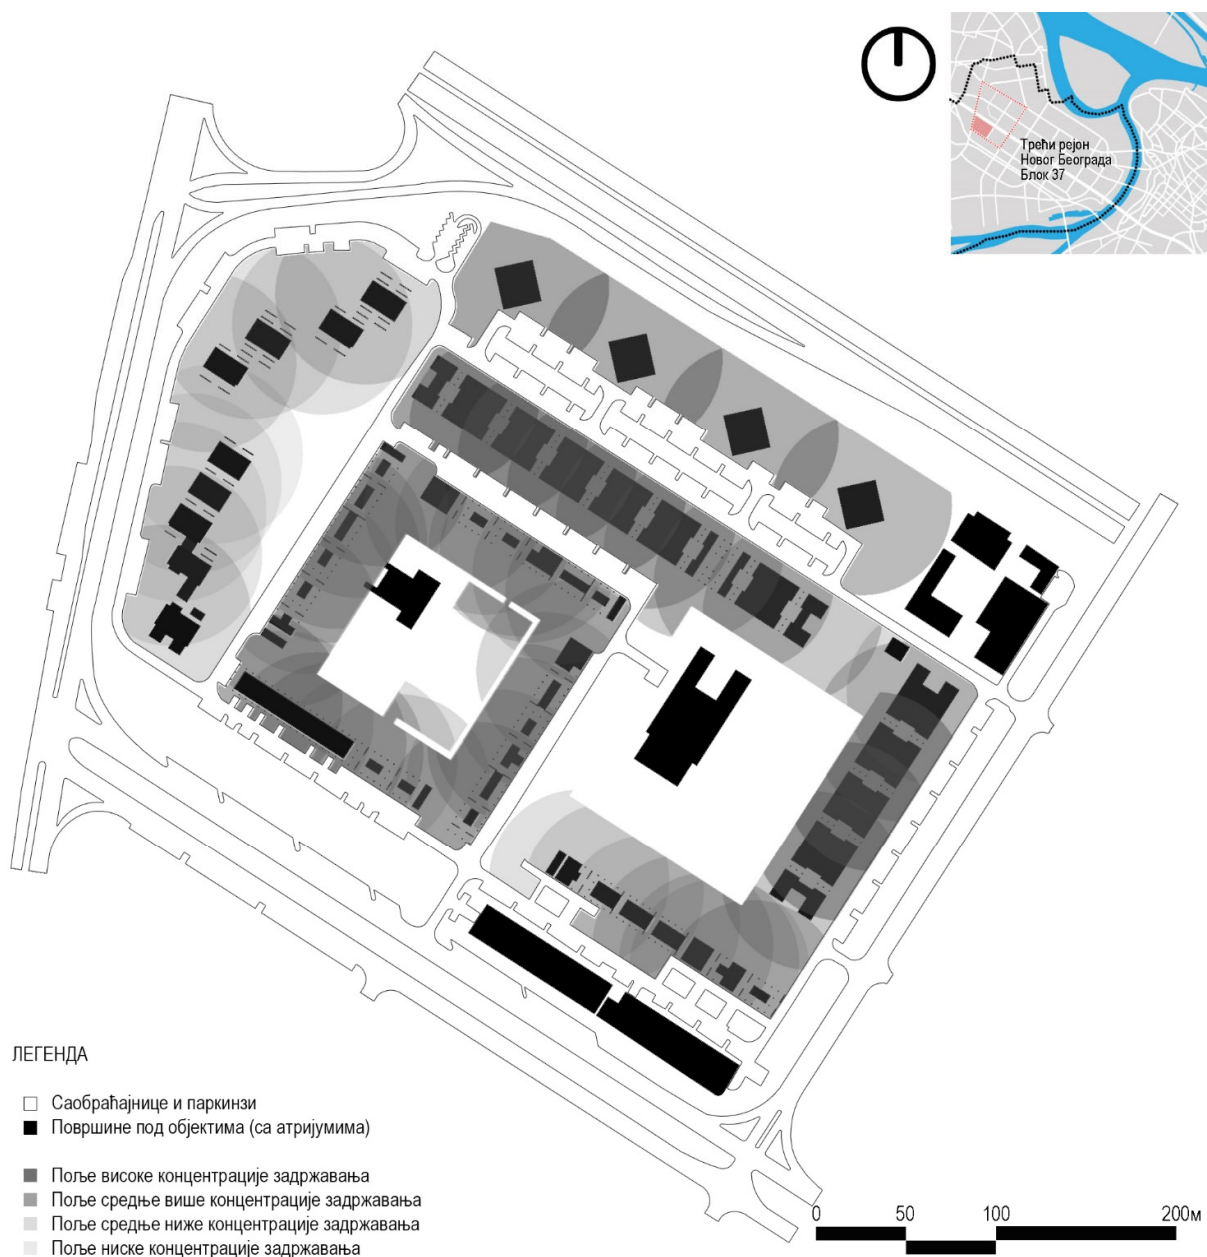 Трећи рејон
Новог Београда
Блок 37
ЛЕГЕНДА
Саобраћајнице и паркинзи
Површине под објектима (са атријумима)
Поље високе концентрације задржавања
Поље средње више концентрације задржавања
Поље средње ниже концентрације задржавања
Поље ниске концентрације задржавања
0 50 100 200м